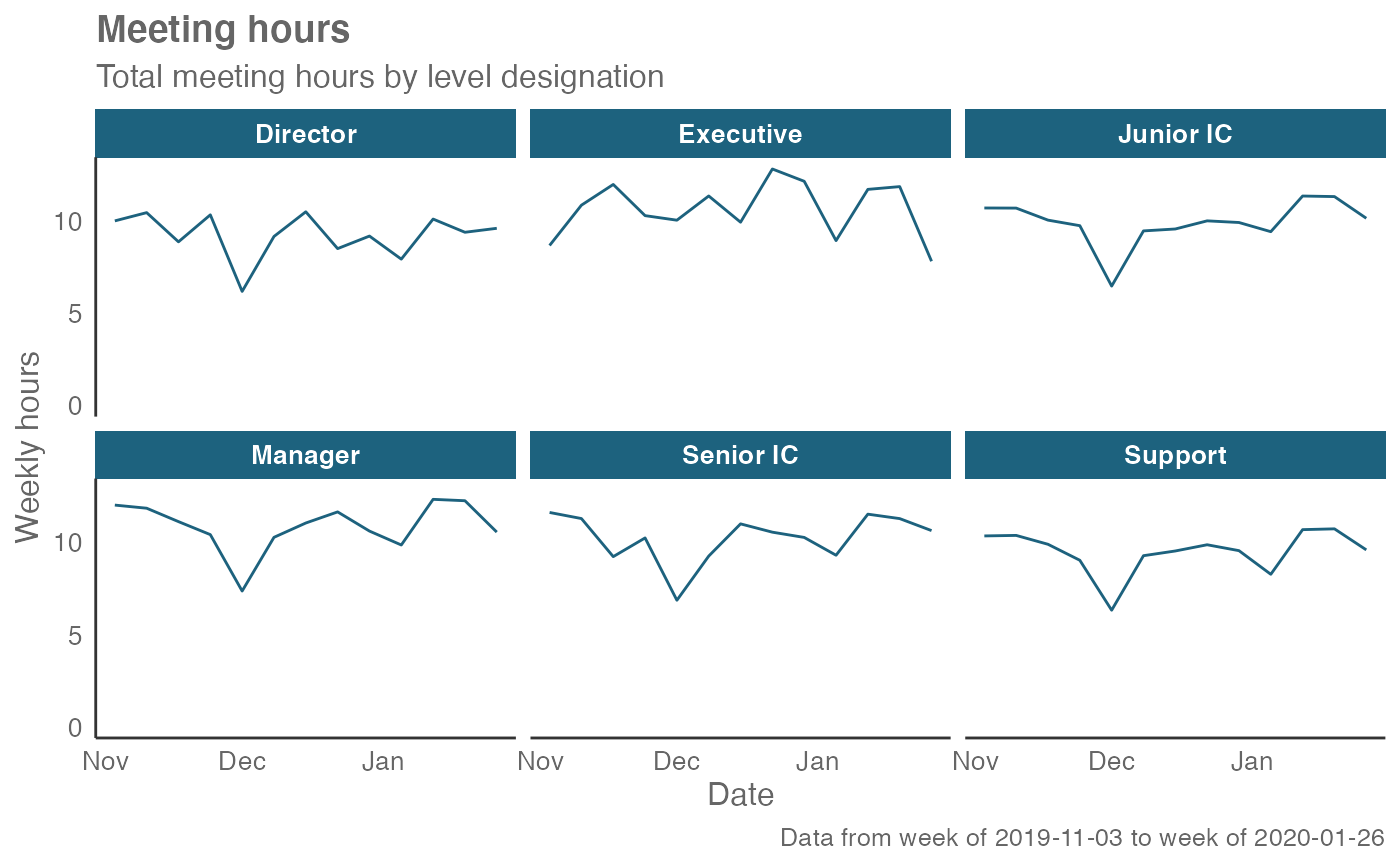 Meeting hours
Total meeting hours by level designation
Director
Executive
Junior IC
10
5
0
Weekly hours
Manager
Senior IC
Support
10
5
0
Nov Dec Jan Nov Dec Jan Nov Dec Jan
Date
Data from week of 2019-11-03 to week of 2020-01-26